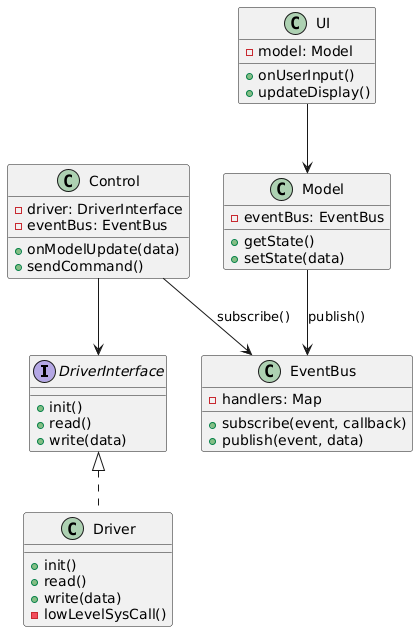 C UI
model: Model
onUserInput()
updateDisplay()
C Control
driver: DriverInterface
eventBus: EventBus
onModelUpdate(data)
sendCommand()
C Model
eventBus: EventBus
getState()
setState(data)
subscribe()
publish()
I DriverInterface
init()
read()
write(data)
C EventBus
handlers: Map
subscribe(event, callback)
publish(event, data)
C Driver
init()
read()
write(data)
lowLevelSysCall()